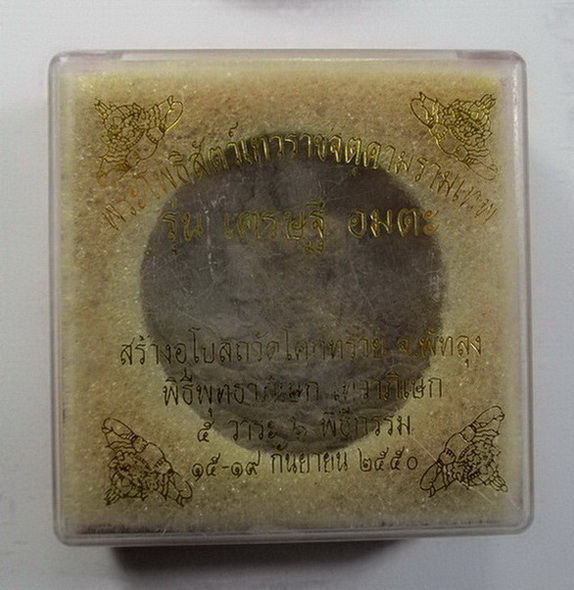 พระโพธิสัตว์เทวราชจตุคามรามเทพ
รุ่น เศรษฐี อมตะ
สร้างอุโบสถวัดโคกทราย จ.พัทลุง
พิธีพุทธาภิเษก เทวาภิเษก
๕ วาระ ๖ พิธีกรรม
๑๕-๑๙ กันยายน ๒๕๕๐